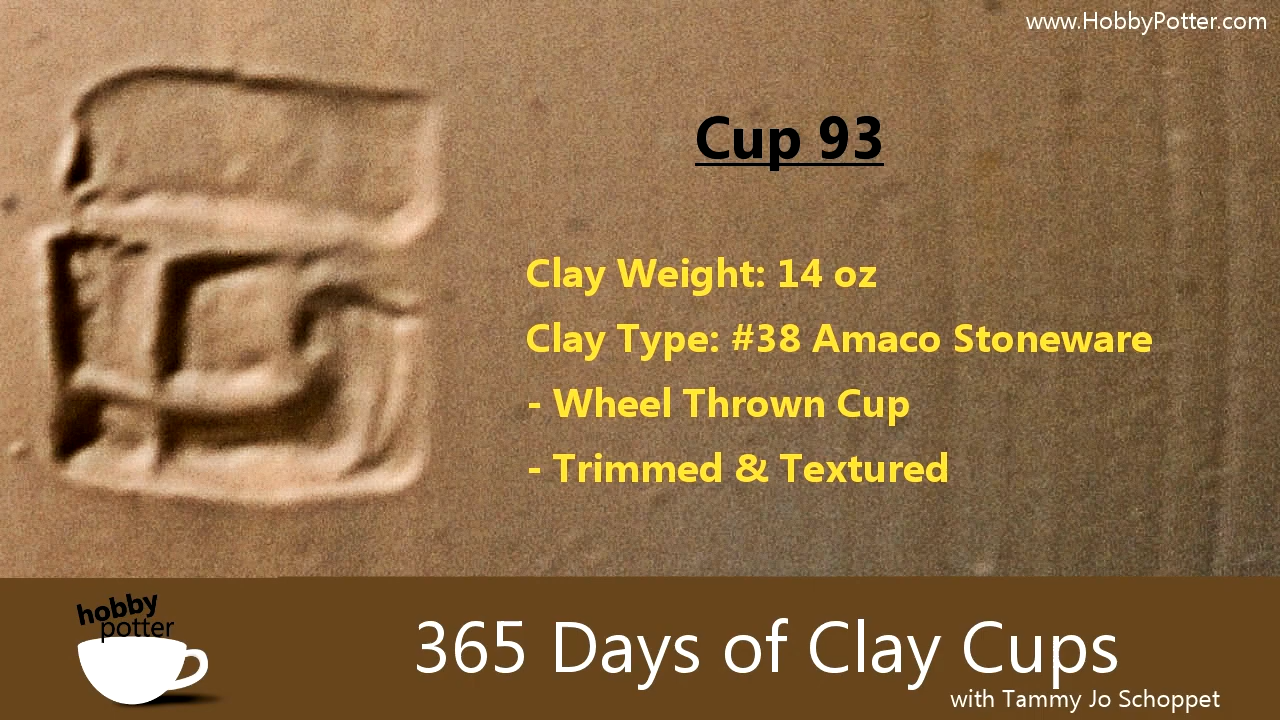 www.HobbyPotter.com
Cup 93
Clay Weight: 14 oz
Clay Type: #38 Amaco Stoneware
- Wheel Thrown Cup
- Trimmed & Textured
hobby
potter
365 Days of Clay Cups
with Tammy Jo Schoppet